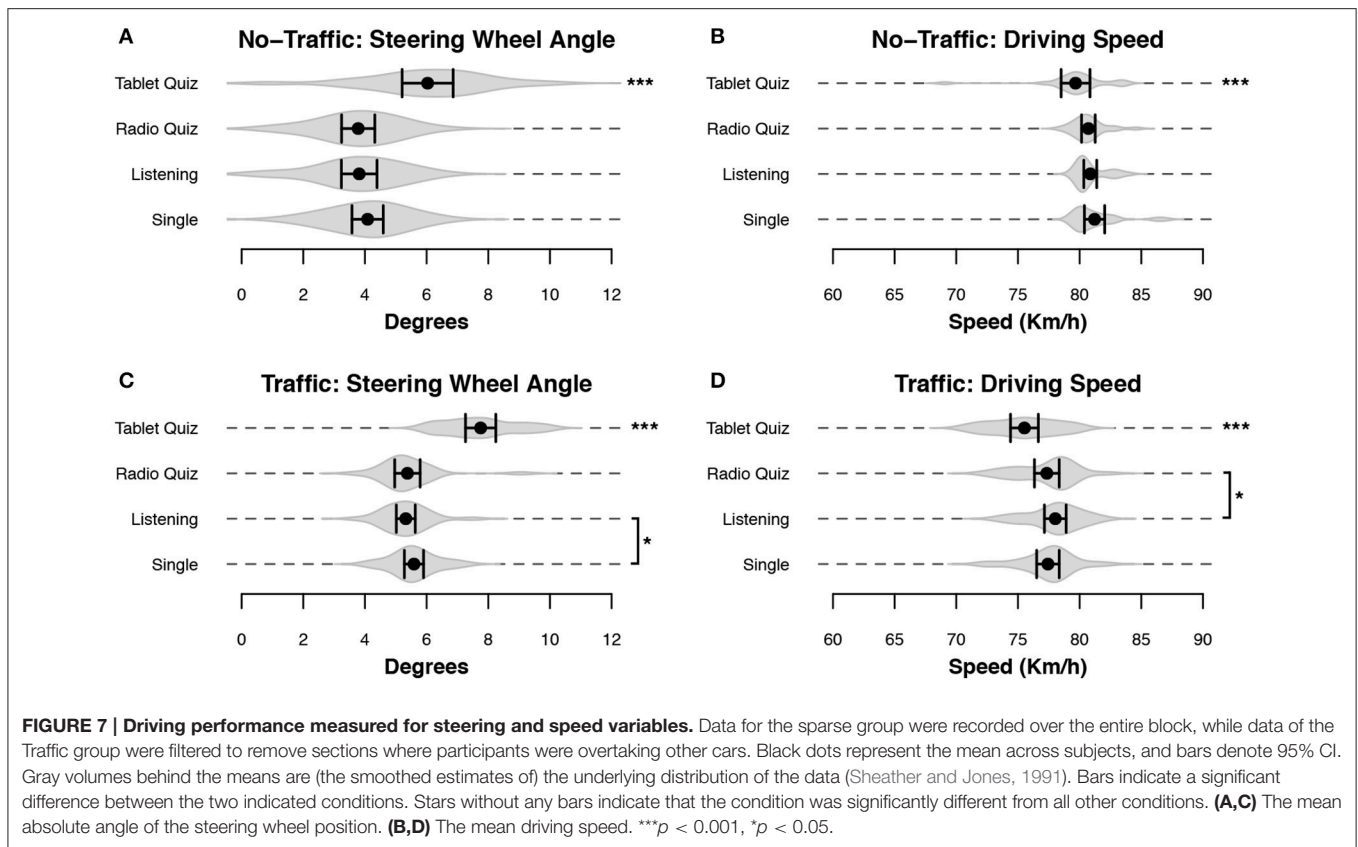 A No–Traffic: Steering Wheel Angle
Tablet Quiz ***
Radio Quiz
Listening
Single
0 2 4 6 8 10 12
Degrees
B No–Traffic: Driving Speed
Tablet Quiz ***
Radio Quiz
Listening
Single
60 65 70 75 80 85 90
Speed (Km/h)
C Traffic: Steering Wheel Angle
Tablet Quiz ***
Radio Quiz
Listening
*
Single
0 2 4 6 8 10 12
Degrees
D Traffic: Driving Speed
Tablet Quiz ***
Radio Quiz
*
Listening
Single
60 65 70 75 80 85 90
Speed (Km/h)
FIGURE 7 | Driving performance measured for steering and speed variables. Data for the sparse group were recorded over the entire block, while data of the
Traffic group were filtered to remove sections where participants were overtaking other cars. Black dots represent the mean across subjects, and bars denote 95% CI.
Gray volumes behind the means are (the smoothed estimates of) the underlying distribution of the data (Sheather and Jones, 1991). Bars indicate a significant
difference between the two indicated conditions. Stars without any bars indicate that the condition was significantly different from all other conditions. (A,C) The mean
absolute angle of the steering wheel position. (B,D) The mean driving speed. ***p < 0.001, *p < 0.05.